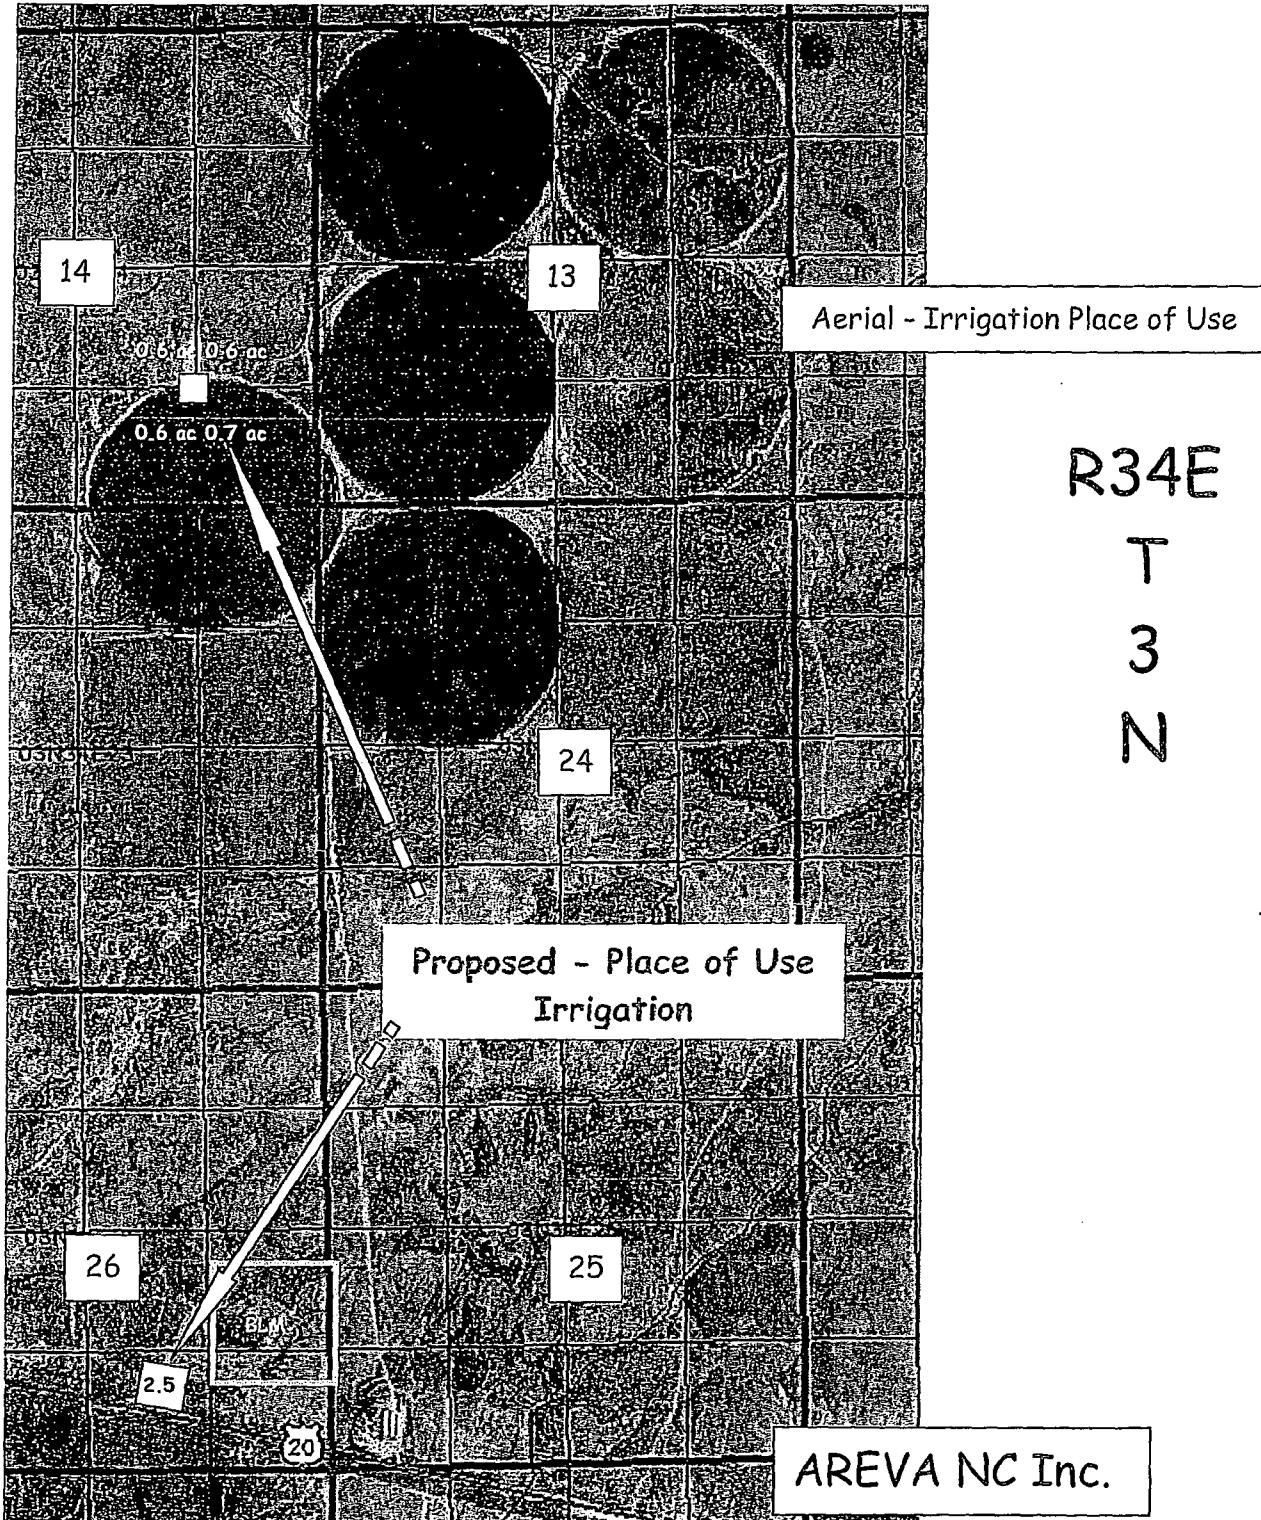 14
13
Aerial - Irrigation Place of Use
0.6 ac 0.6 ac
0.6 ac 0.7 ac
R34E
T
3
N
24
Proposed - Place of Use
Irrigation
26
25
BLM
2.5
20
AREVA NC Inc.